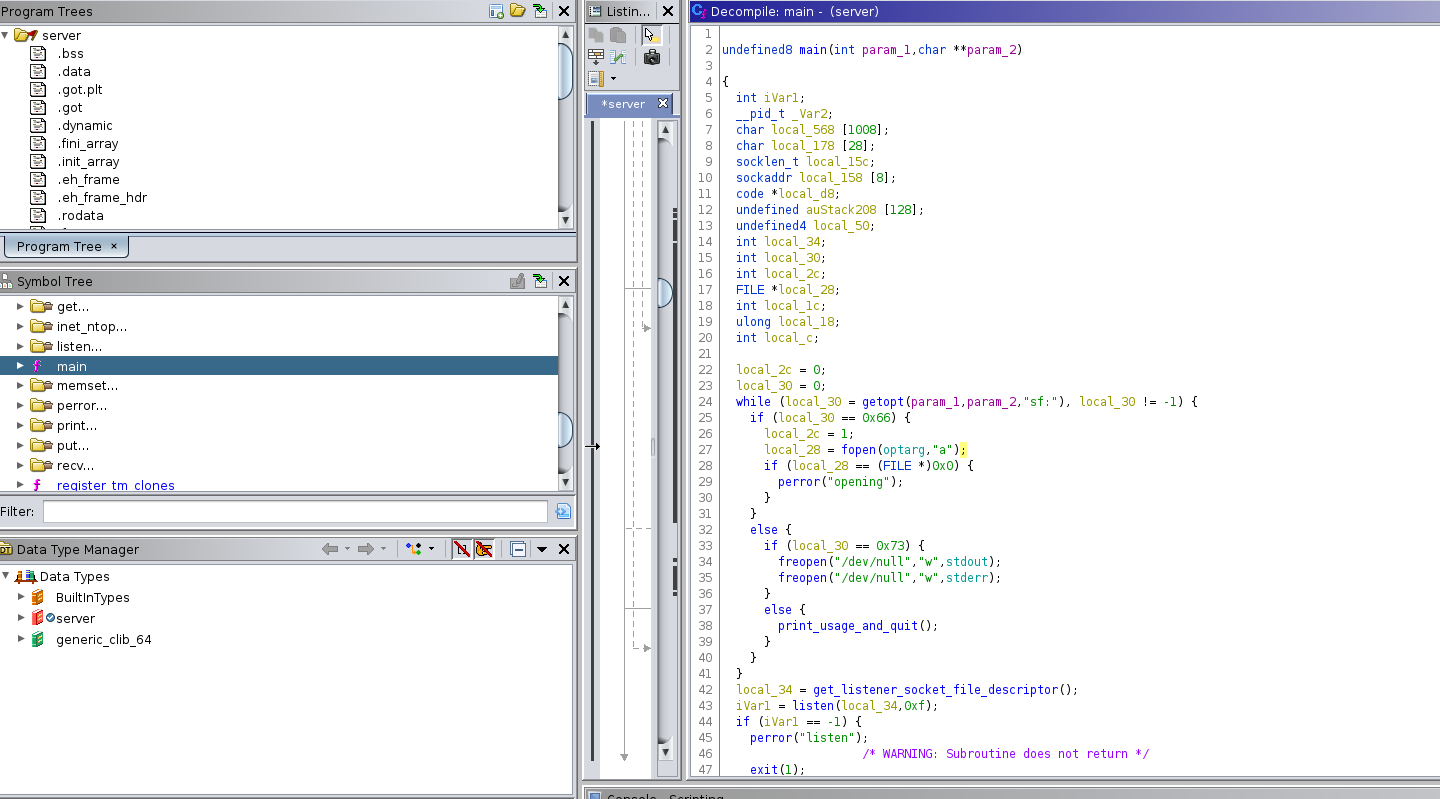 Program Trees
server
.bss
.data
.got.plt
.got
.dynamic
.fini_array
.init_array
.eh_frame
.eh_frame_hdr
.rodata
Program Tree ×
Symbol Tree
get...
inet_ntop...
listen...
main
memset...
perror...
print...
put...
recv...
register_tm_clones
Filter:
Data Type Manager
Data Types
BuiltInTypes
server
generic_clib_64
Listin...
*server
Decompile: main - (server)
1
2 undefined8 main(int param_1,char **param_2)
3
4 {
5 int iVar1;
6 __pid_t _Var2;
7 char local_568 [1008];
8 char local_178 [28];
9 socklen_t local_15c;
10 sockaddr local_158 [8];
11 code *local_d8;
12 undefined auStack208 [128];
13 undefined4 local_50;
14 int local_34;
15 int local_30;
16 int local_2c;
17 FILE *local_28;
18 int local_1c;
19 ulong local_18;
20 int local_c;
21
22 local_2c = 0;
23 local_30 = 0;
24 while (local_30 = getopt(param_1,param_2,"sf:"), local_30 != -1) {
25 if (local_30 == 0x66) {
26 local_2c = 1;
27 local_28 = fopen(optarg,"a");
28 if (local_28 == (FILE *)0x0) {
29 perror("opening");
30 }
31 }
32 else {
33 if (local_30 == 0x73) {
34 freopen("/dev/null","w",stdout);
35 freopen("/dev/null","w",stderr);
36 }
37 else {
38 print_usage_and_quit();
39 }
40 }
41 }
42 local_34 = get_listener_socket_file_descriptor();
43 iVar1 = listen(local_34,0xf);
44 if (iVar1 == -1) {
45 perror("listen");
46 /* WARNING: Subroutine does not return */
47 exit(1);
Console - Scripting